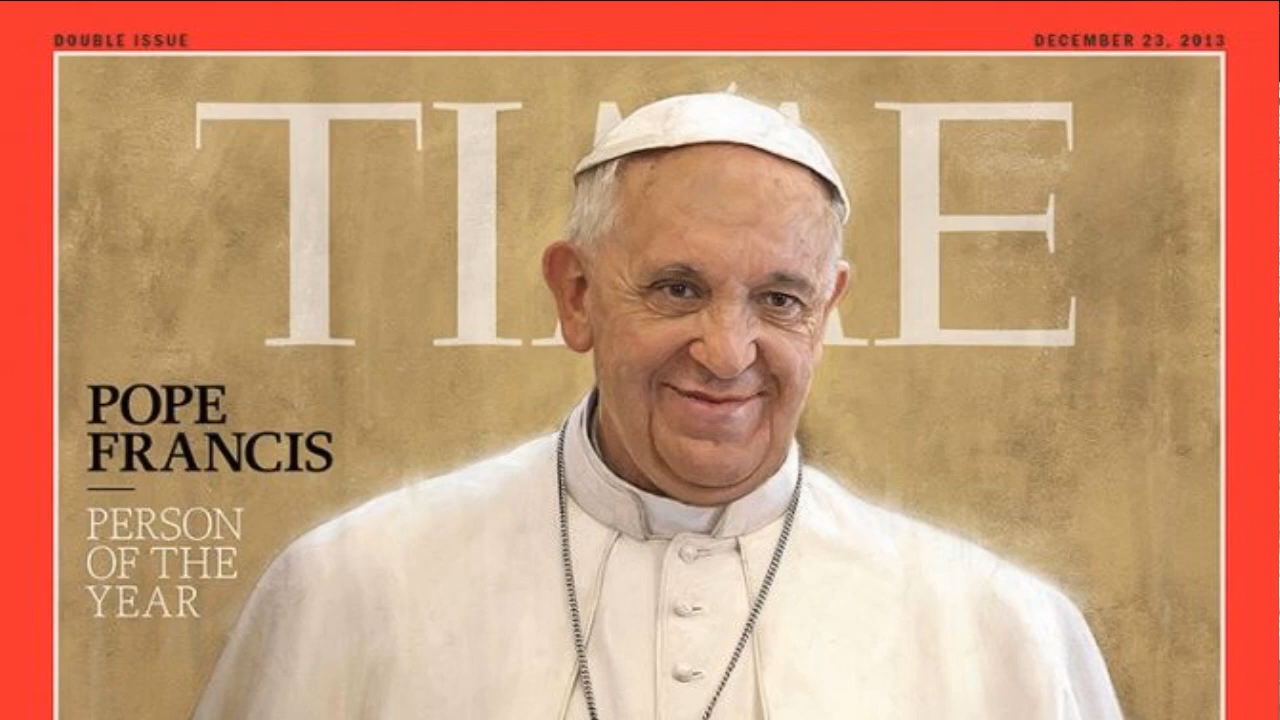 DOUBLE ISSUE
DECEMBER 23, 2013
TIME
POPE
FRANCIS
PERSON
OF THE
YEAR